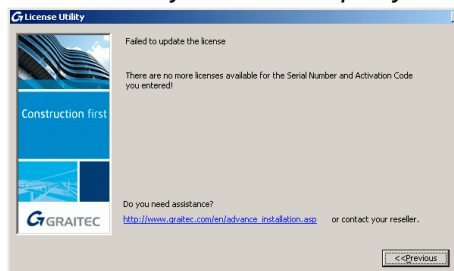 License Utility
Failed to update the license
There are no more licenses available for the Serial Number and Activation Code
you entered!
Construction first
Do you need assistance?
http://www.graitec.com/en/advance_installation.asp or contact your reseller.
GRAITEC
<<Previous